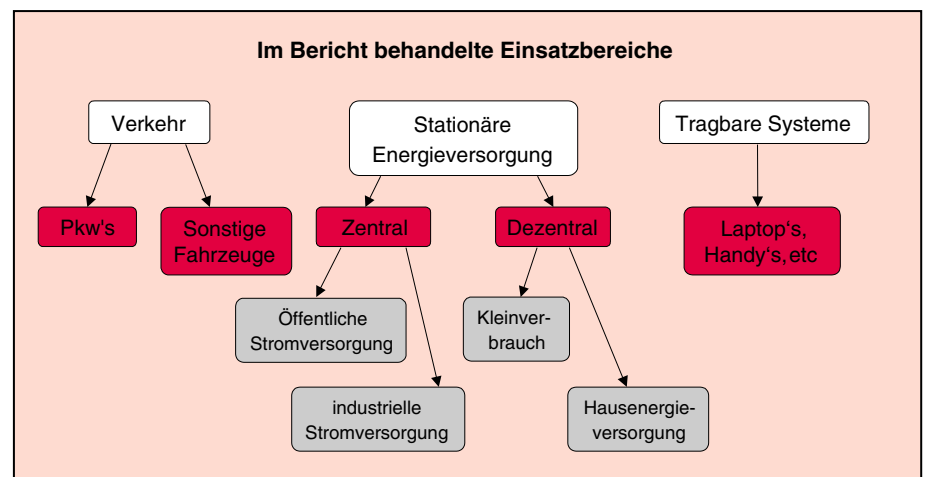 Im Bericht behandelte Einsatzbereiche
Verkehr
Stationäre
Energieversorgung
Tragbare Systeme
Pkw's
Sonstige
Fahrzeuge
Zentral
Dezentral
Laptop‘s,
Handy‘s, etc
Öffentliche
Stromversorgung
Kleinver-
brauch
industrielle
Stromversorgung
Hausenergie-
versorgung